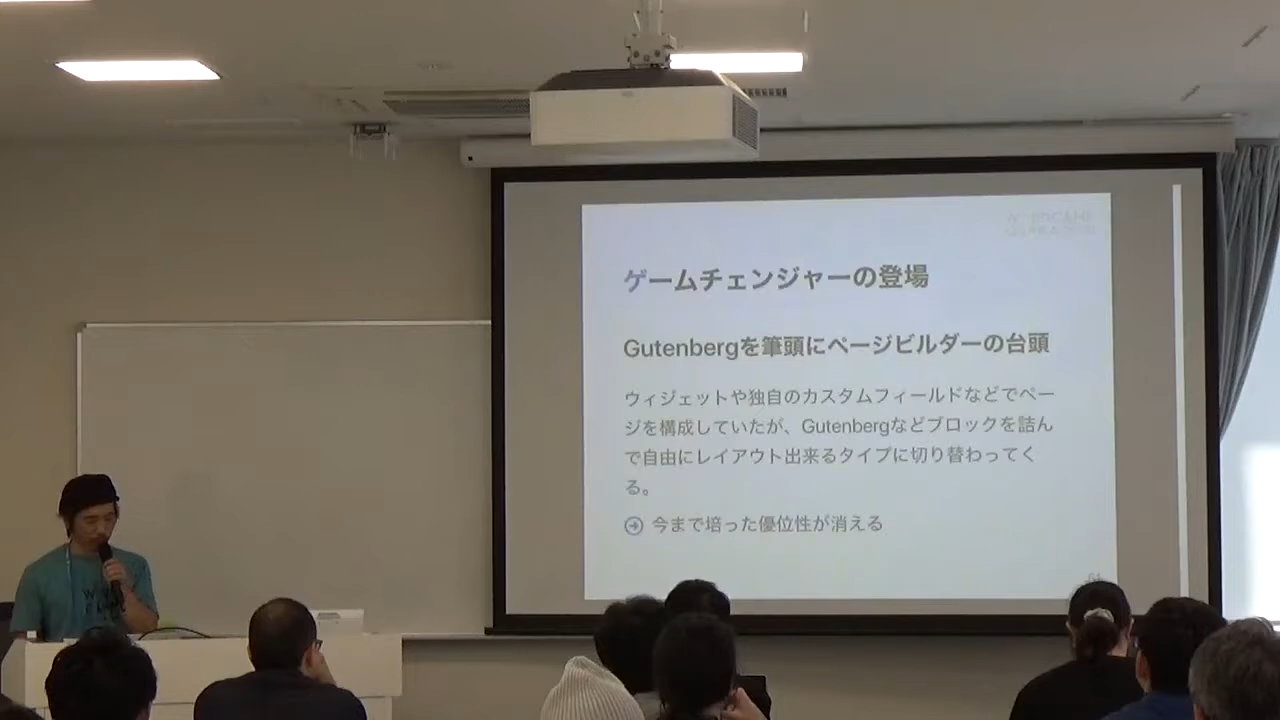 ゲームチェンジャーの登場
Gutenbergを筆頭にページビルダーの台頭
ウィジェットや独自のカスタムフィールドなどでペー
ジを構成していたが、Gutenbergなどブロックを詰ん
で自由にレイアウト出来るタイプに切り替わってく
る。
今まで培った優位性が消える